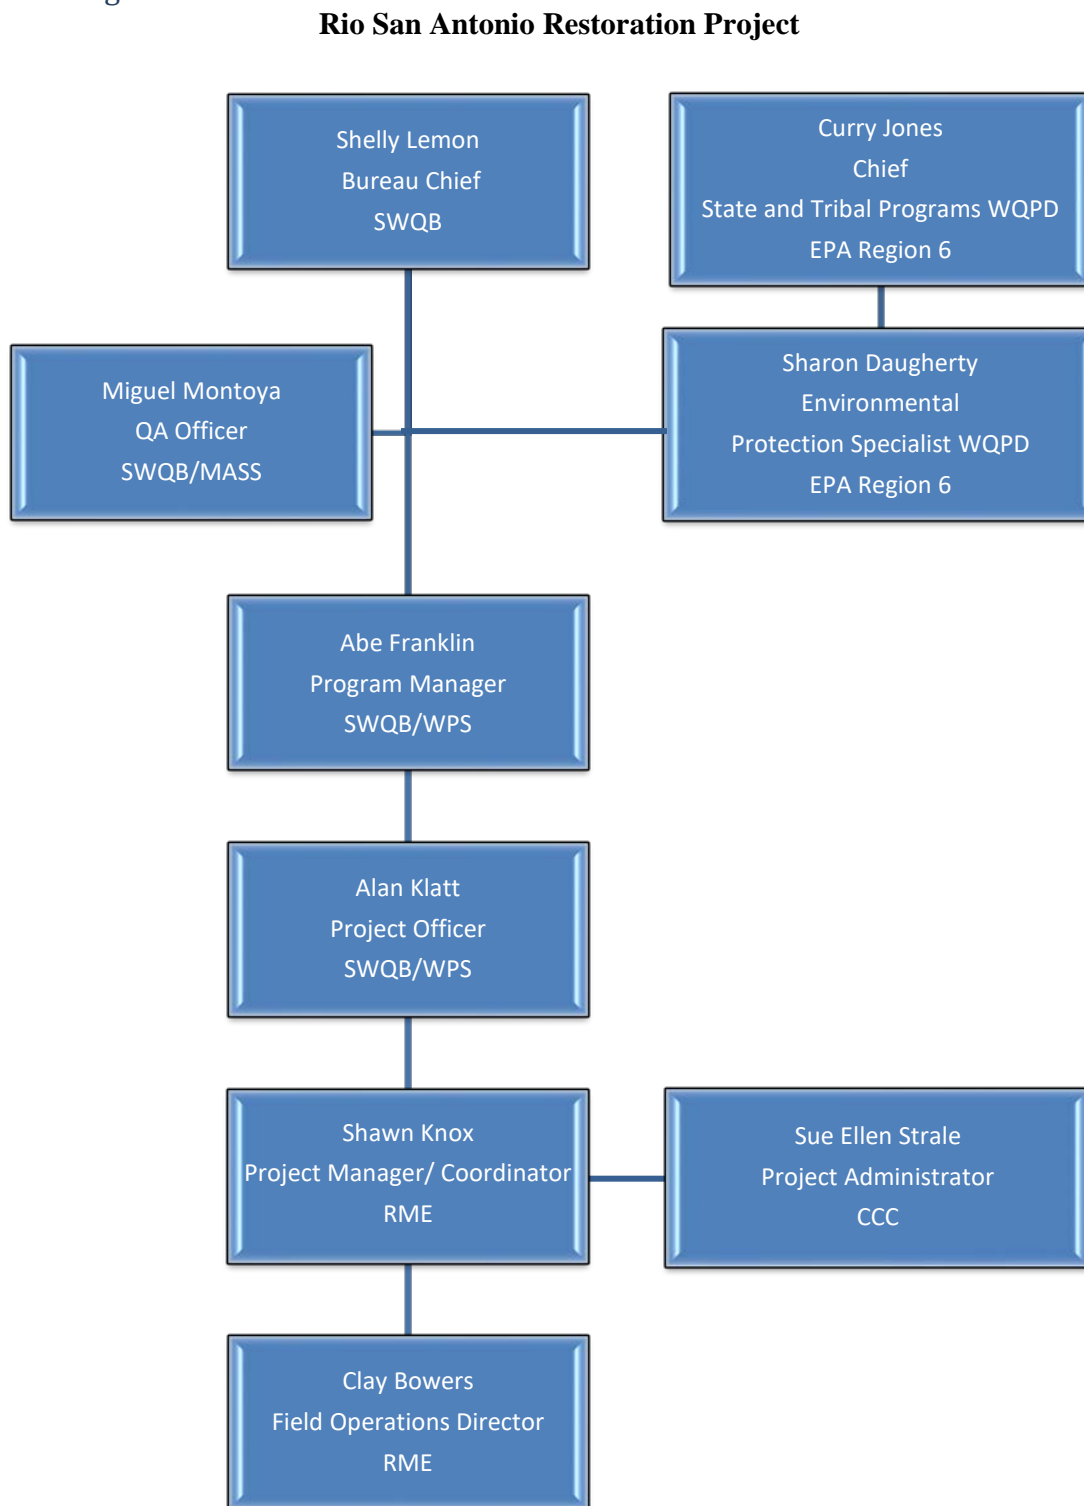 Rio San Antonio Restoration Project
Shelly Lemon
Bureau Chief
SWQB
Curry Jones
Chief
State and Tribal Programs WQPD
EPA Region 6
Miguel Montoya
QA Officer
SWQB/MASS
Sharon Daugherty
Environmental
Protection Specialist WQPD
EPA Region 6
Abe Franklin
Program Manager
SWQB/WPS
Alan Klatt
Project Officer
SWQB/WPS
Shawn Knox
Project Manager/ Coordinator
RME
Sue Ellen Strale
Project Administrator
CCC
Clay Bowers
Field Operations Director
RME